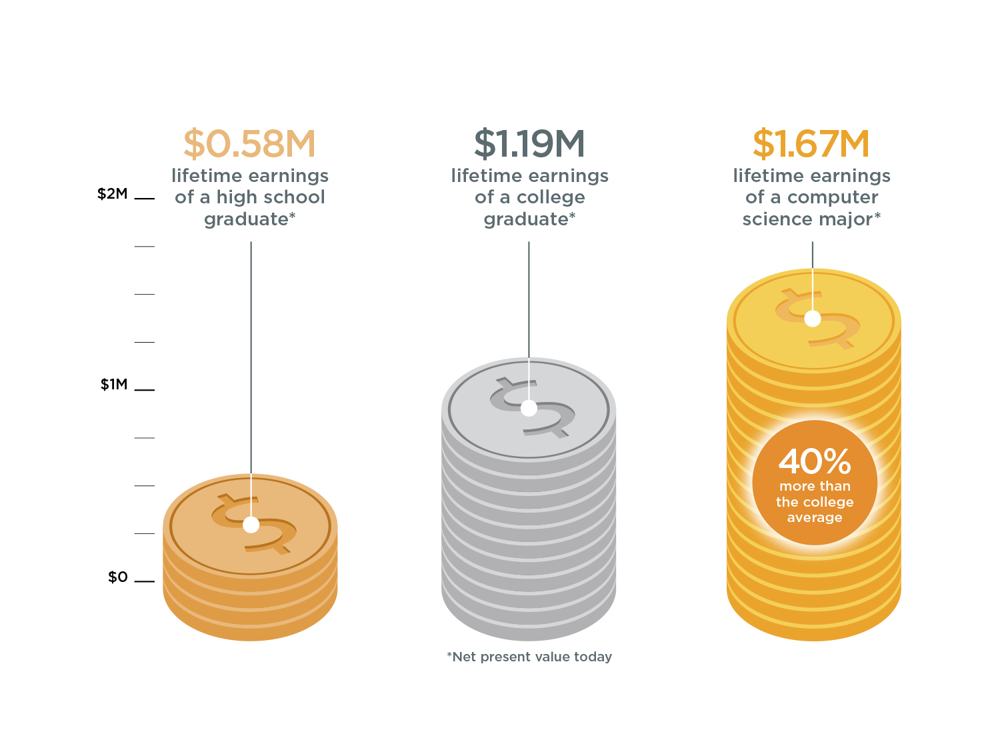 $0.58M
lifetime earnings
of a high school
graduate*
$1.19M
lifetime earnings
of a college
graduate*
$1.67M
lifetime earnings
of a computer
science major*
$2M
$1M
$0
40%
more than
the college
average
*Net present value today